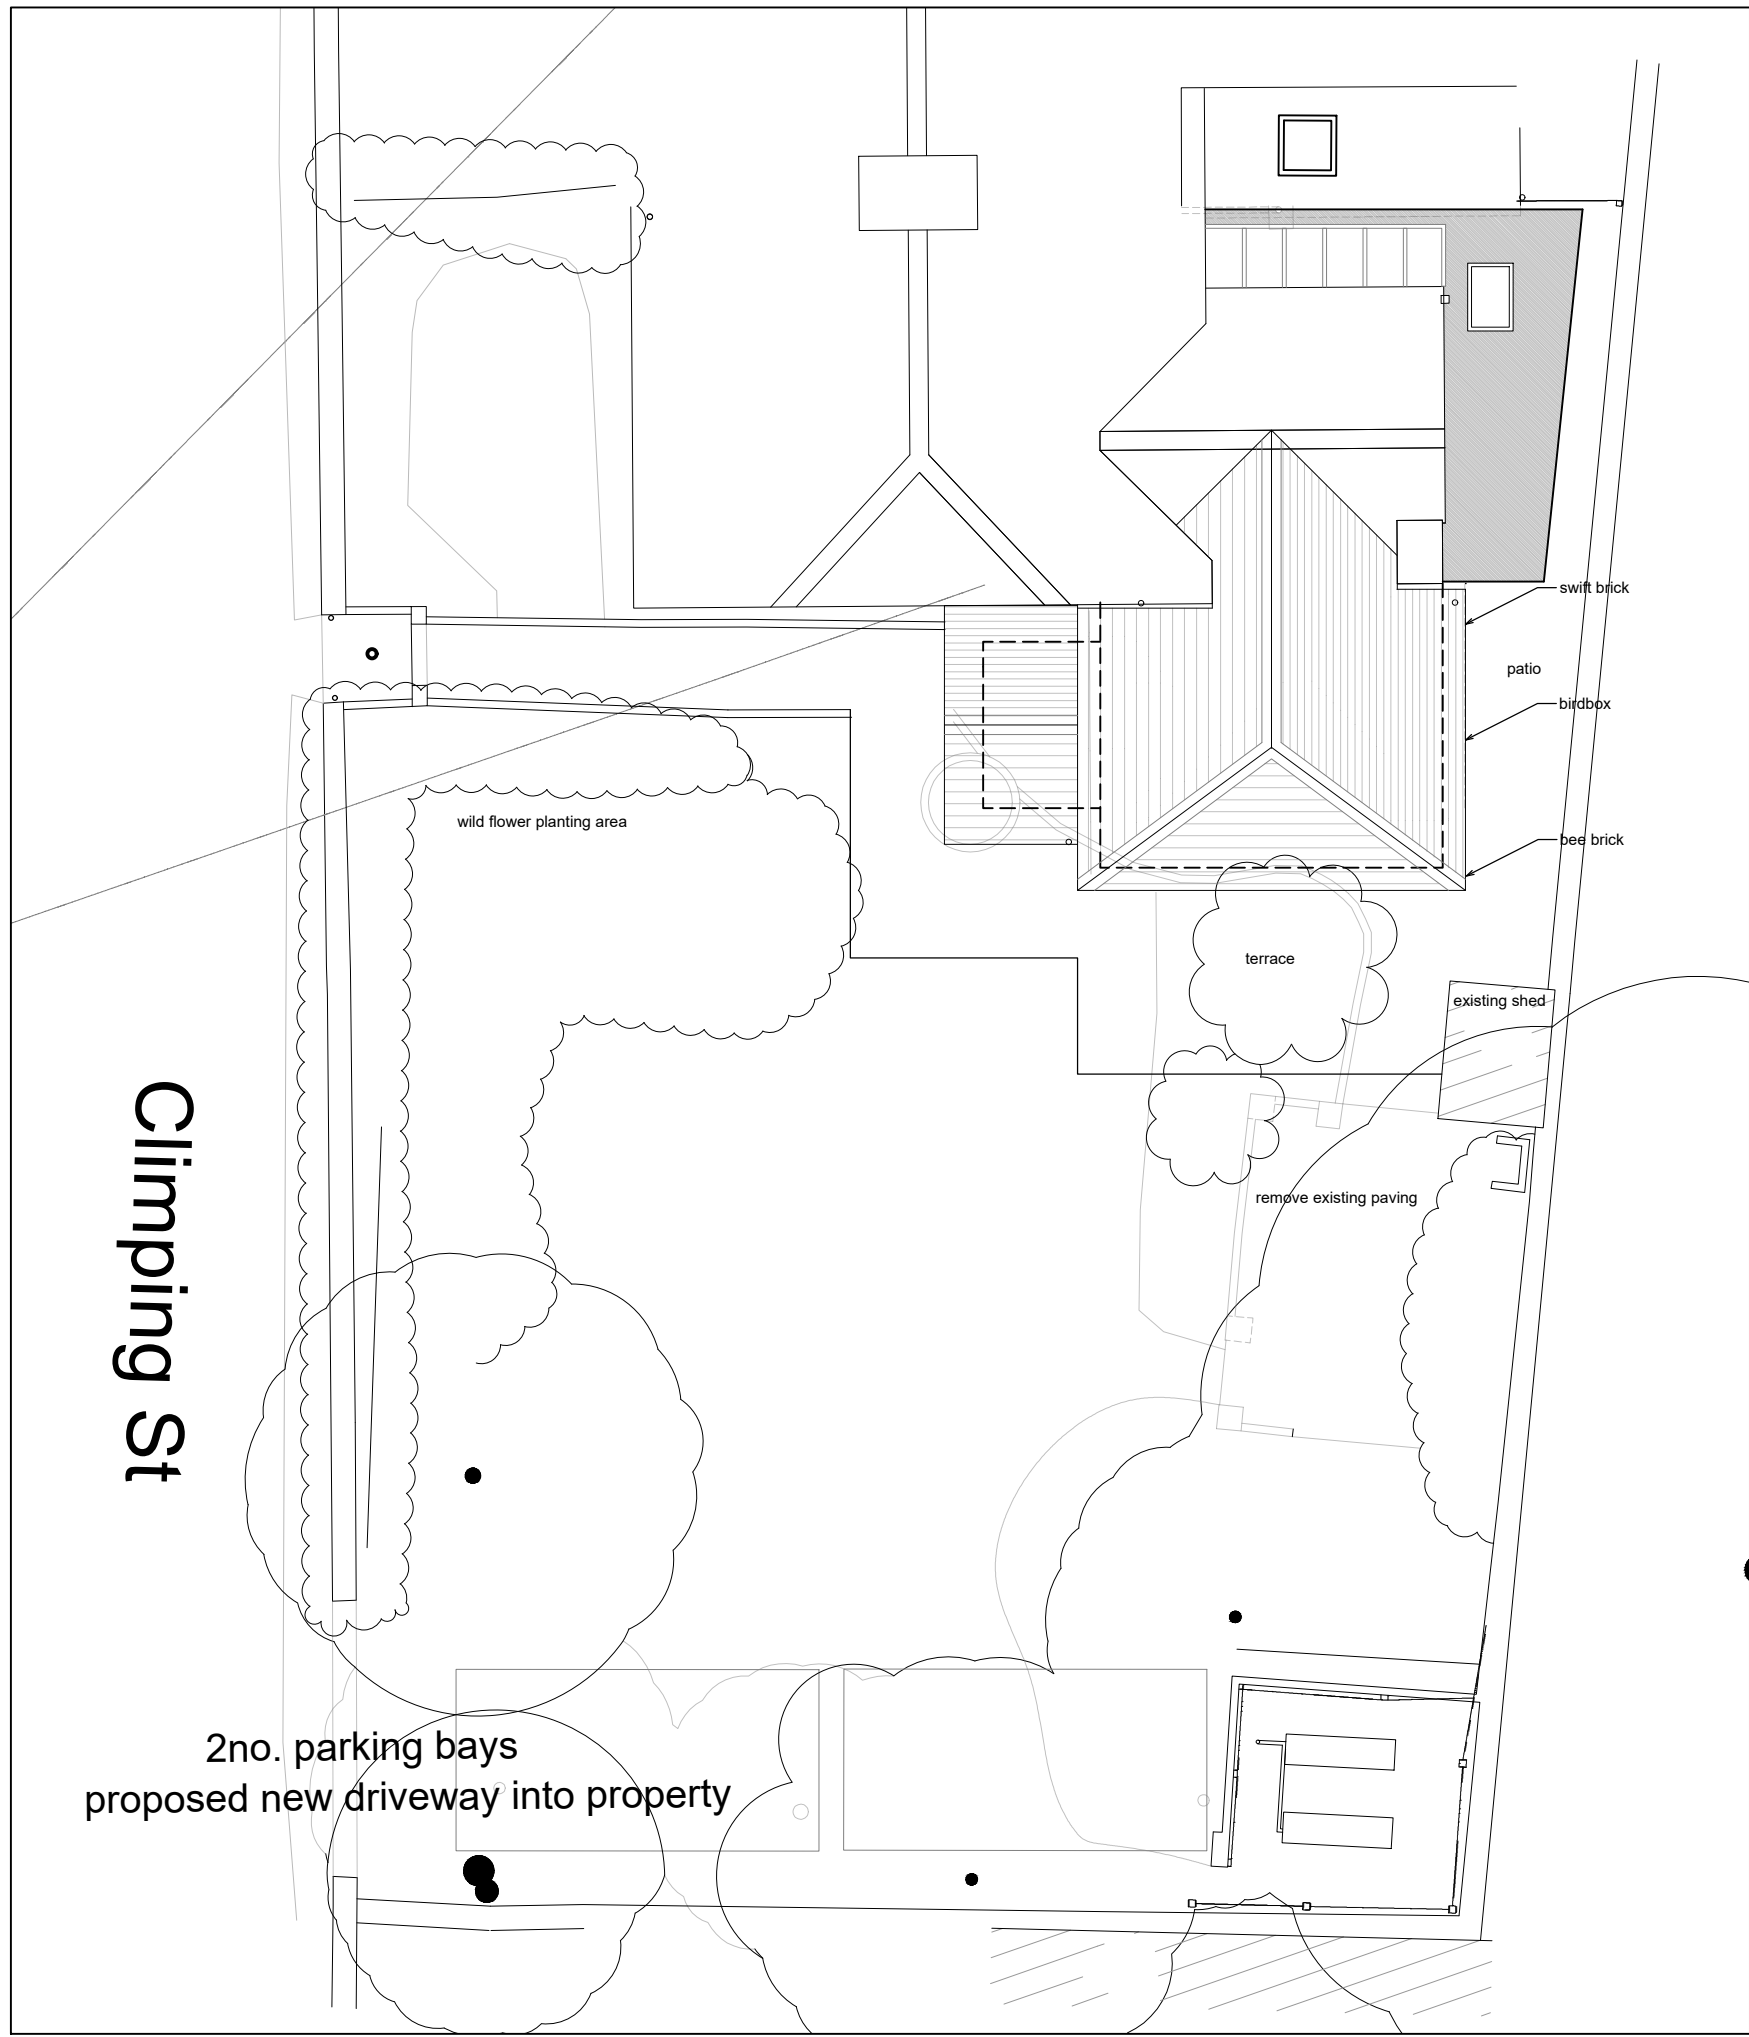 swift brick
patio
birdbox
wild flower planting area
bee brick
terrace
existing shed
Climping St
remove existing paving
2no. parking bays
proposed new driveway into property